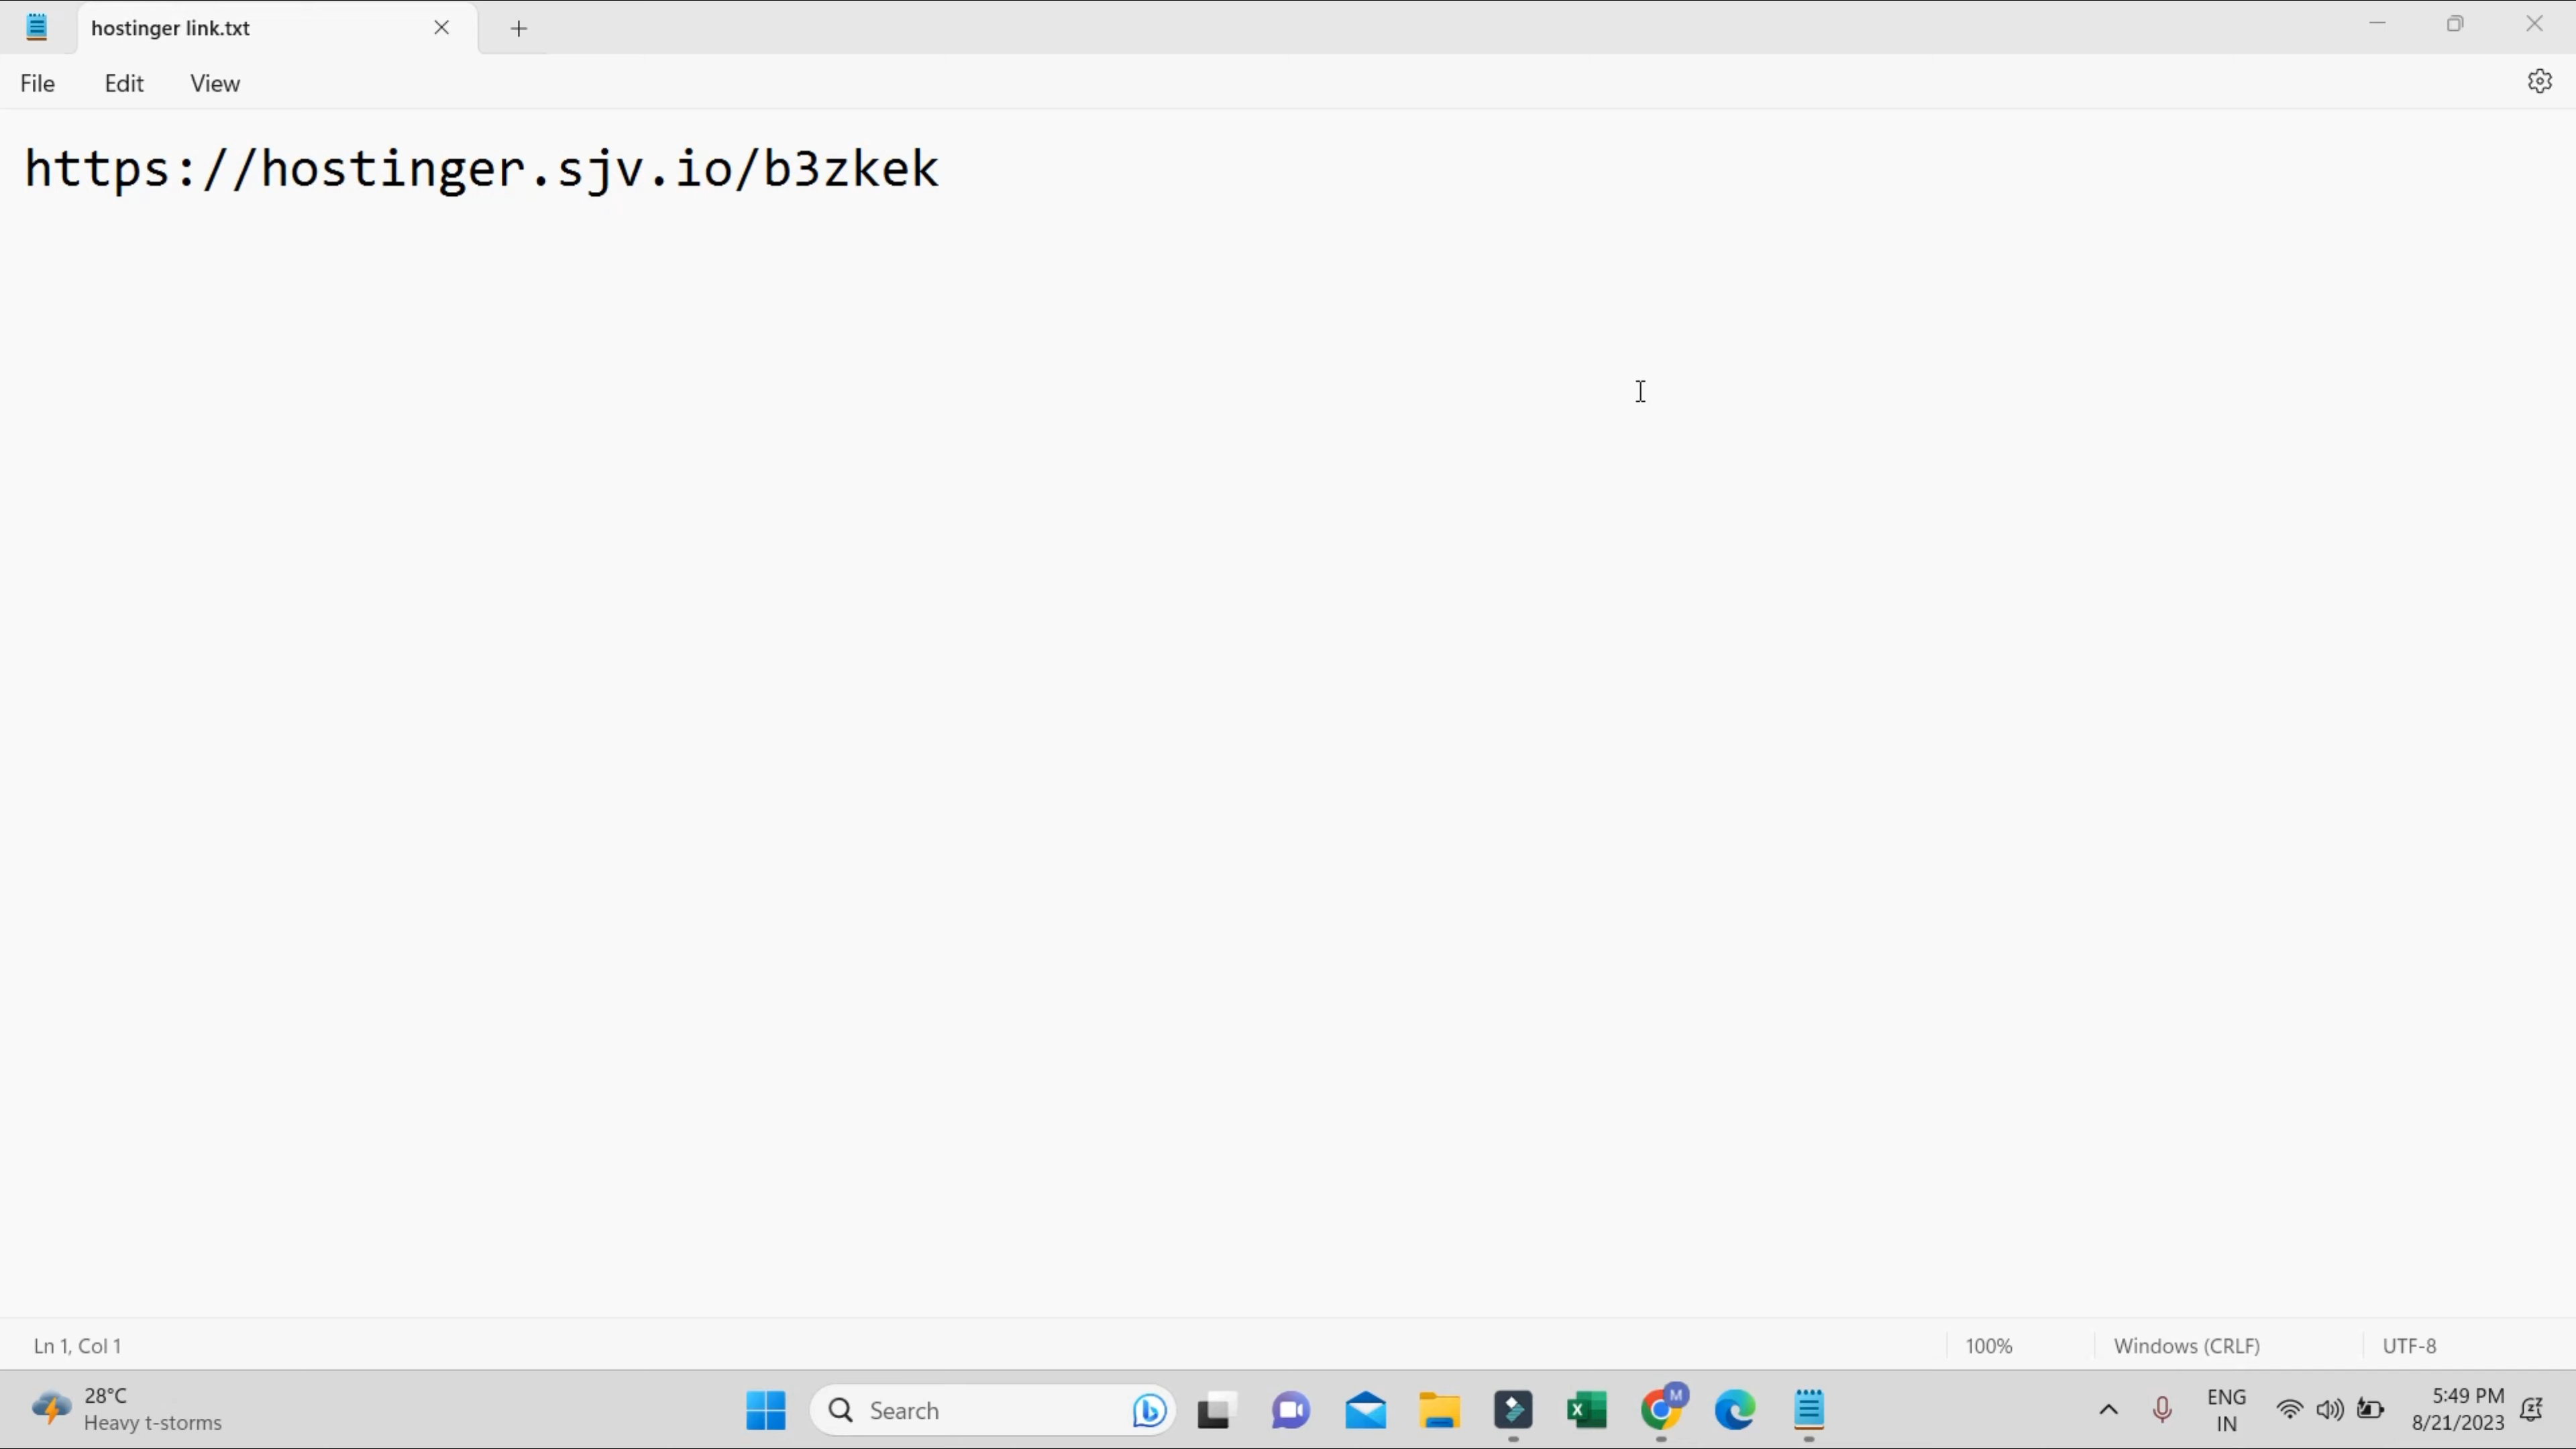 hostinger link.txt
File Edit View
https://hostinger.sjv.io/b3zkek
Ln 1, Col 1 100% Windows (CRLF) UTF-8
28°C
Heavy t-storms
Search
M
ENG
IN
5:49 PM
8/21/2023